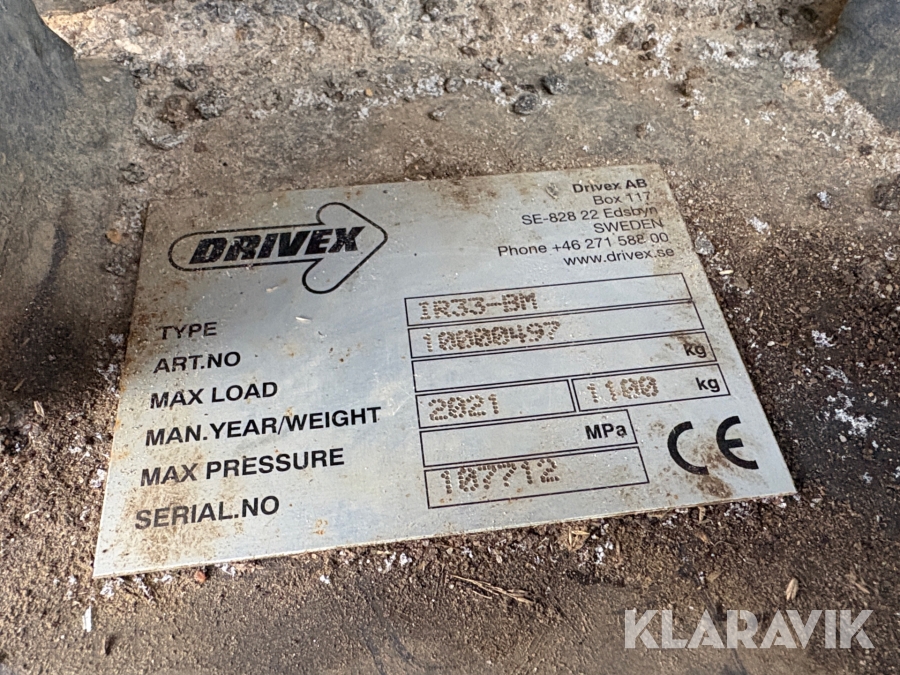 DRIVEX
Drivex AB
Box 117
SE-828 22 Edsbyn
SWEDEN
Phone +46 271 588 00
www.drivex.se
TYPE IR33-BM
ART.NO 10000497
MAX LOAD kg
MAN.YEAR/WEIGHT 2021 1100 kg
MAX PRESSURE MPa
SERIAL.NO 107712
CE
KLARAVIK